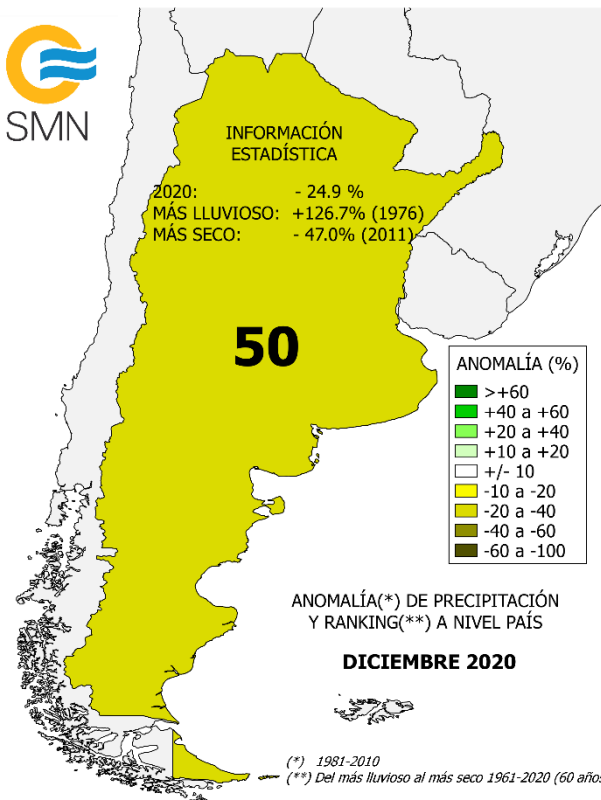 SMN
INFORMACIÓN
ESTADÍSTICA
2020: - 24.9 %
MÁS LLUVIOSO: +126.7% (1976)
MÁS SECO: - 47.0% (2011)
50
ANOMALÍA (%)
>+60
+40 a +60
+20 a +40
+10 a +20
+/- 10
-10 a -20
-20 a -40
-40 a -60
-60 a -100
ANOMALÍA(*) DE PRECIPITACIÓN
Y RANKING(**) A NIVEL PAÍS
DICIEMBRE 2020
(*) 1981-2010
(**) Del más lluvioso al más seco 1961-2020 (60 años